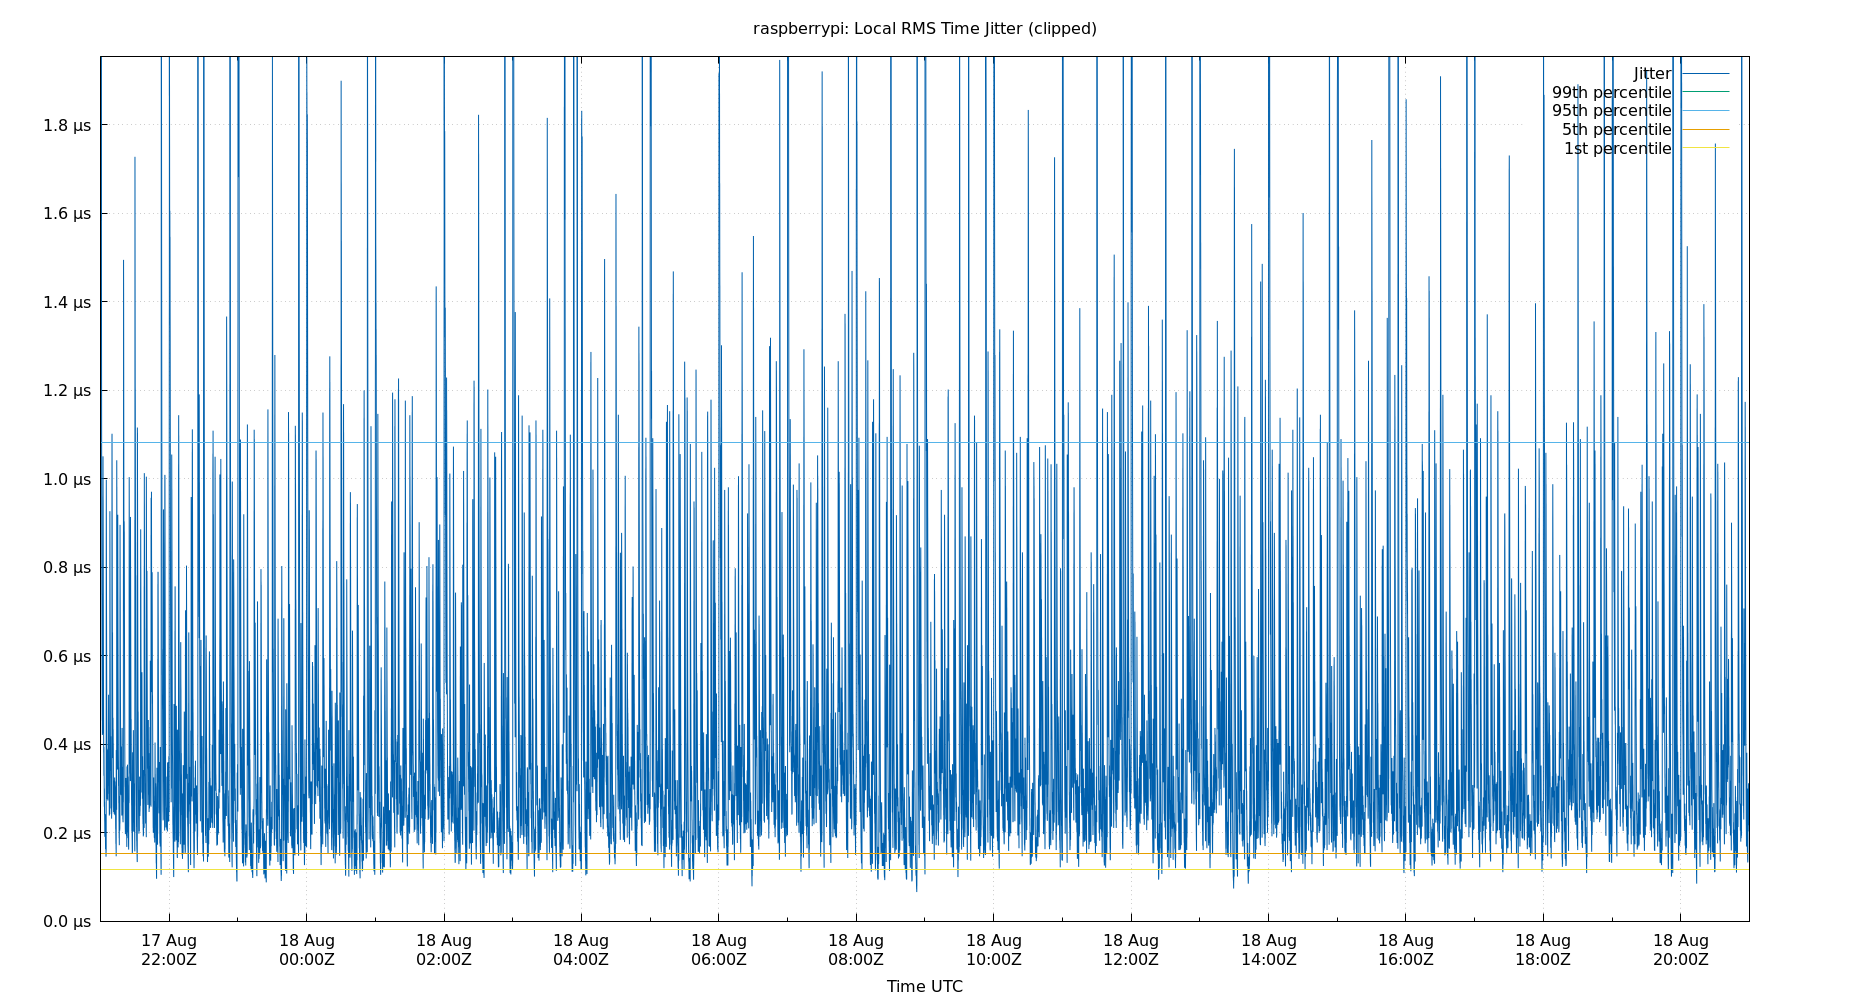 raspberrypi: Local RMS Time Jitter (clipped)
Jitter
99th percentile
95th percentile
5th percentile
1st percentile
1.8 μs
1.6 μs
1.4 μs
1.2 μs
1.0 μs
0.8 μs
0.6 μs
0.4 μs
0.2 μs
0.0 μs
17 Aug 18 Aug 18 Aug 18 Aug 18 Aug 18 Aug 18 Aug 18 Aug 18 Aug 18 Aug 18 Aug 18 Aug
22:00Z 00:00Z 02:00Z 04:00Z 06:00Z 08:00Z 10:00Z 12:00Z 14:00Z 16:00Z 18:00Z 20:00Z
Time UTC